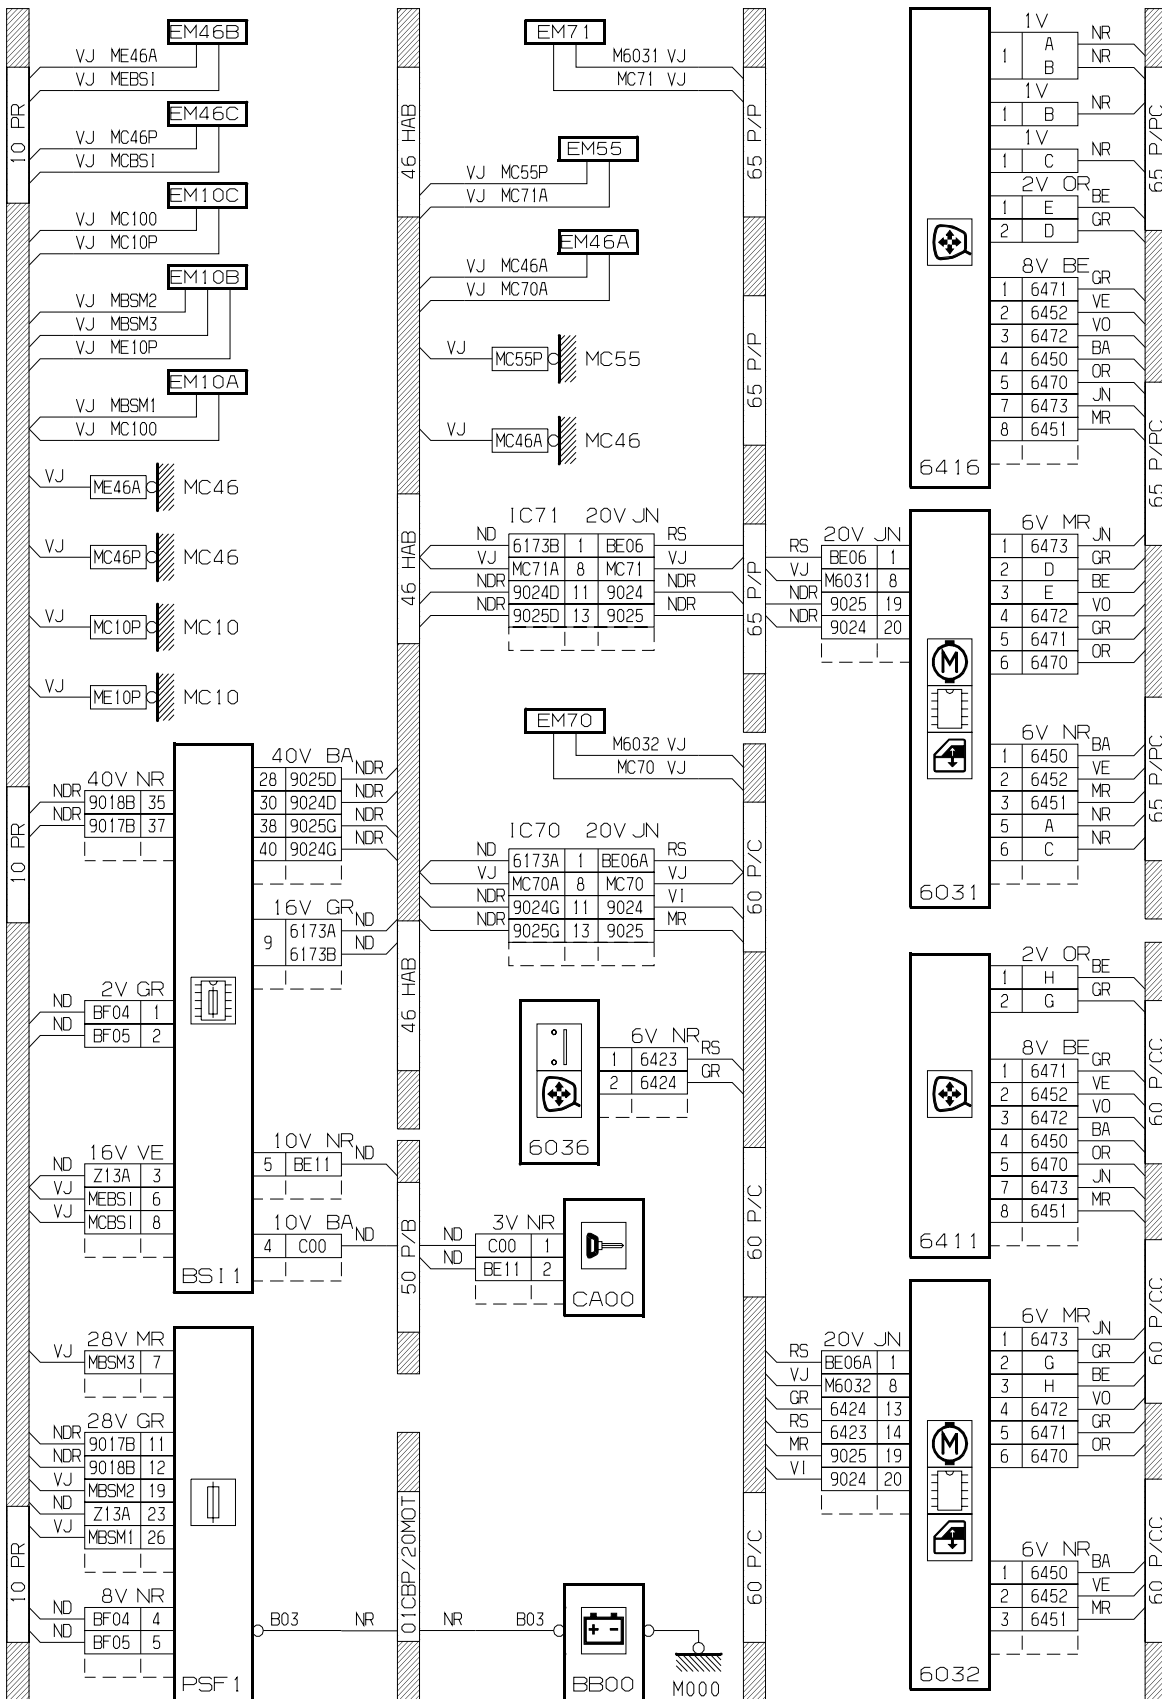 10 PR
EM46B
VJ ME46A
VJ MEBSI
EM46C
VJ MC46P
VJ MCBSI
EM10C
VJ MC100
VJ MC10P
EM10B
VJ MBSM2
VJ MBSM3
VJ ME10P
EM10A
VJ MBSM1
VJ MC100
VJ ME46A MC46
VJ MC46P MC46
VJ MC10P MC10
VJ ME10P MC10
10 PR
40V NR
NDR 9018B 35
NDR 9017B 37
2V GR
ND BF04 1
ND BF05 2
16V VE
ND Z13A 3
VJ MEBSI 6
VJ MCBSI 8
BSI1
40V BA
28 9025D NDR
30 9024D NDR
38 9025G NDR
40 9024G NDR
16V GR
9 6173A ND
6173B ND
10V NR
5 BE11 ND
10V BA
4 C00 ND
28V MR
VJ MBSM3 7
28V GR
NDR 9017B 11
NDR 9018B 12
VJ MBSM2 19
ND Z13A 23
VJ MBSM1 26
10 PR
8V NR
ND BF04 4
ND BF05 5
PSF1
B03 NR
46 HAB
46 HAB
46 HAB
50 P/B
01CBP/20MOT
EM71
M6031 VJ
MC71 VJ
EM55
VJ MC55P
VJ MC71A
EM46A
VJ MC46A
VJ MC70A
VJ MC55P MC55
VJ MC46A MC46
IC71 20V JN
ND 6173B 1 BE06 RS
VJ MC71A 8 MC71 VJ
NDR 9024D 11 9024 NDR
NDR 9025D 13 9025 NDR
EM70
M6032 VJ
MC70 VJ
IC70 20V JN
ND 6173A 1 BE06A RS
VJ MC70A 8 MC70 VJ
NDR 9024G 11 9024 VI
NDR 9025G 13 9025 MR
6V NR
1 6423 RS
2 6424 GR
6036
3V NR
ND C00 1
ND BE11 2
CA00
NR B03
+ -
BB00
M000
65 P/P
65 P/P
65 P/P
60 P/C
60 P/C
60 P/C
1V
1 A NR
B NR
1V
1 B NR
1V
1 C NR
2V OR
1 E BE
2 D GR
8V BE
1 6471 GR
2 6452 VE
3 6472 VO
4 6450 BA
5 6470 OR
7 6473 JN
8 6451 MR
6416
20V JN
RS BE06 1
VJ M6031 8
NDR 9025 19
NDR 9024 20
M
6V MR
1 6473 JN
2 D GR
3 E BE
4 6472 VO
5 6471 GR
6 6470 OR
6V NR
1 6450 BA
2 6452 VE
3 6451 MR
5 A NR
6 C NR
6031
2V OR
1 H BE
2 G GR
8V BE
1 6471 GR
2 6452 VE
3 6472 VO
4 6450 BA
5 6470 OR
7 6473 JN
8 6451 MR
6411
20V JN
RS BE06A 1
VJ M6032 8
GR 6424 13
RS 6423 14
MR 9025 19
VI 9024 20
M
6V MR
1 6473 JN
2 G GR
3 H BE
4 6472 VO
5 6471 GR
6 6470 OR
6V NR
1 6450 BA
2 6452 VE
3 6451 MR
6032
65 P/PC
65 P/PC
65 P/PC
60 P/CC
60 P/CC
60 P/CC